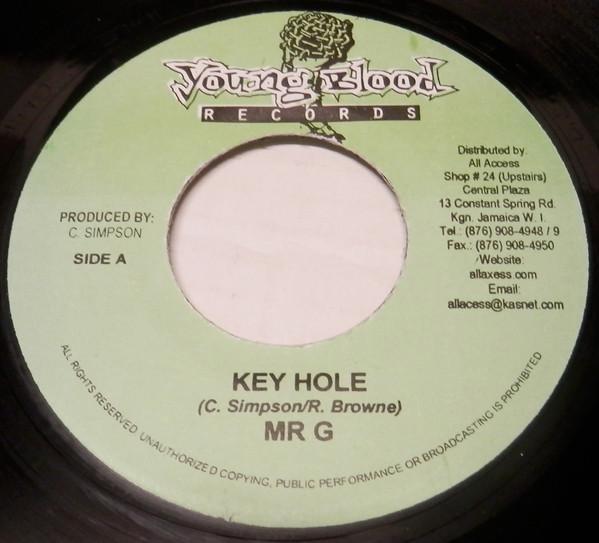 Young Blood
RECORDS
Distributed by:
All Access
Shop # 24 (Upstairs)
Central Plaza
13 Constant Spring Rd.
Kgn. Jamaica W. I.
Tel.: (876) 908-4948 / 9
Fax.: (876) 908-4950
Website:
allaxess.com
Email:
allacess@kasnet.com
PRODUCED BY:
C. SIMPSON
SIDE A
KEY HOLE
(C. Simpson/R. Browne)
MR G
ALL RIGHTS RESERVED. UNAUTHORIZED COPYING, PUBLIC PERFORMANCE OR BROADCASTING IS PROHIBITED